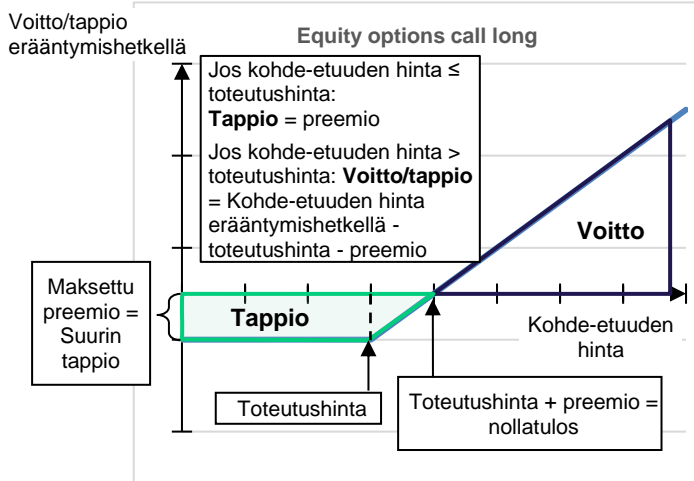 Voitto/tappio
erääntymishetkellä
Equity options call long
Jos kohde-etuuden hinta ≤
toteutushinta:
Tappio = preemio
Jos kohde-etuuden hinta >
toteutushinta: Voitto/tappio
= Kohde-etuuden hinta
erääntymishetkellä -
toteutushinta - preemio
Voitto
Maksettu
preemio =
Suurin
tappio
Tappio
Kohde-etuuden
hinta
Toteutushinta
Toteutushinta + preemio =
nollatulos